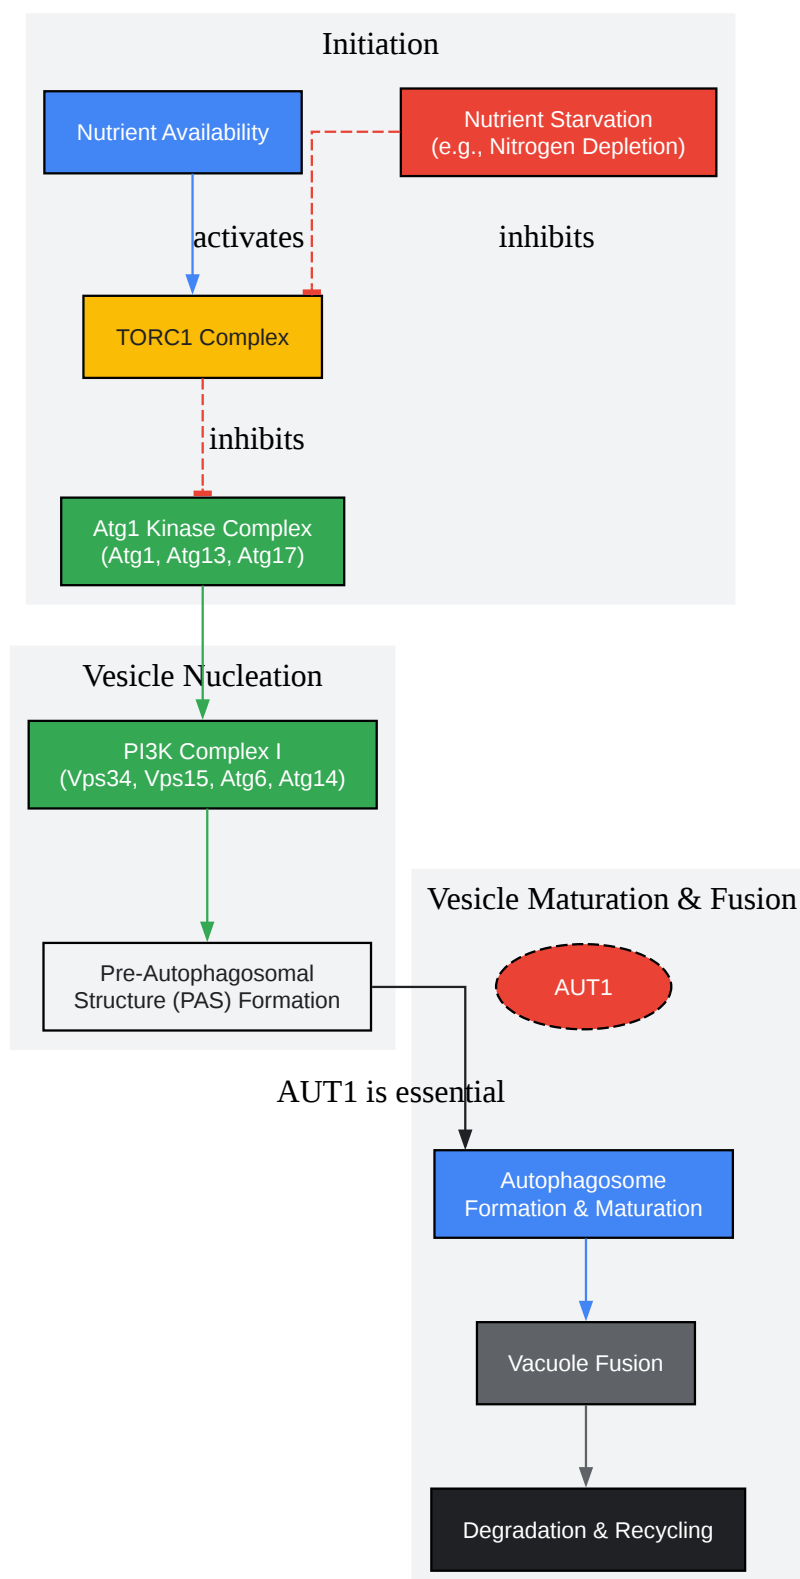 Initiation
Nutrient Availability
Nutrient Starvation
(e.g., Nitrogen Depletion)
activates
inhibits
TORC1 Complex
inhibits
Atg1 Kinase Complex
(Atg1, Atg13, Atg17)
Vesicle Nucleation
PI3K Complex I
(Vps34, Vps15, Atg6, Atg14)
Pre-Autophagosomal
Structure (PAS) Formation
Vesicle Maturation & Fusion
AUT1
AUT1 is essential
Autophagosome
Formation & Maturation
Vacuole Fusion
Degradation & Recycling